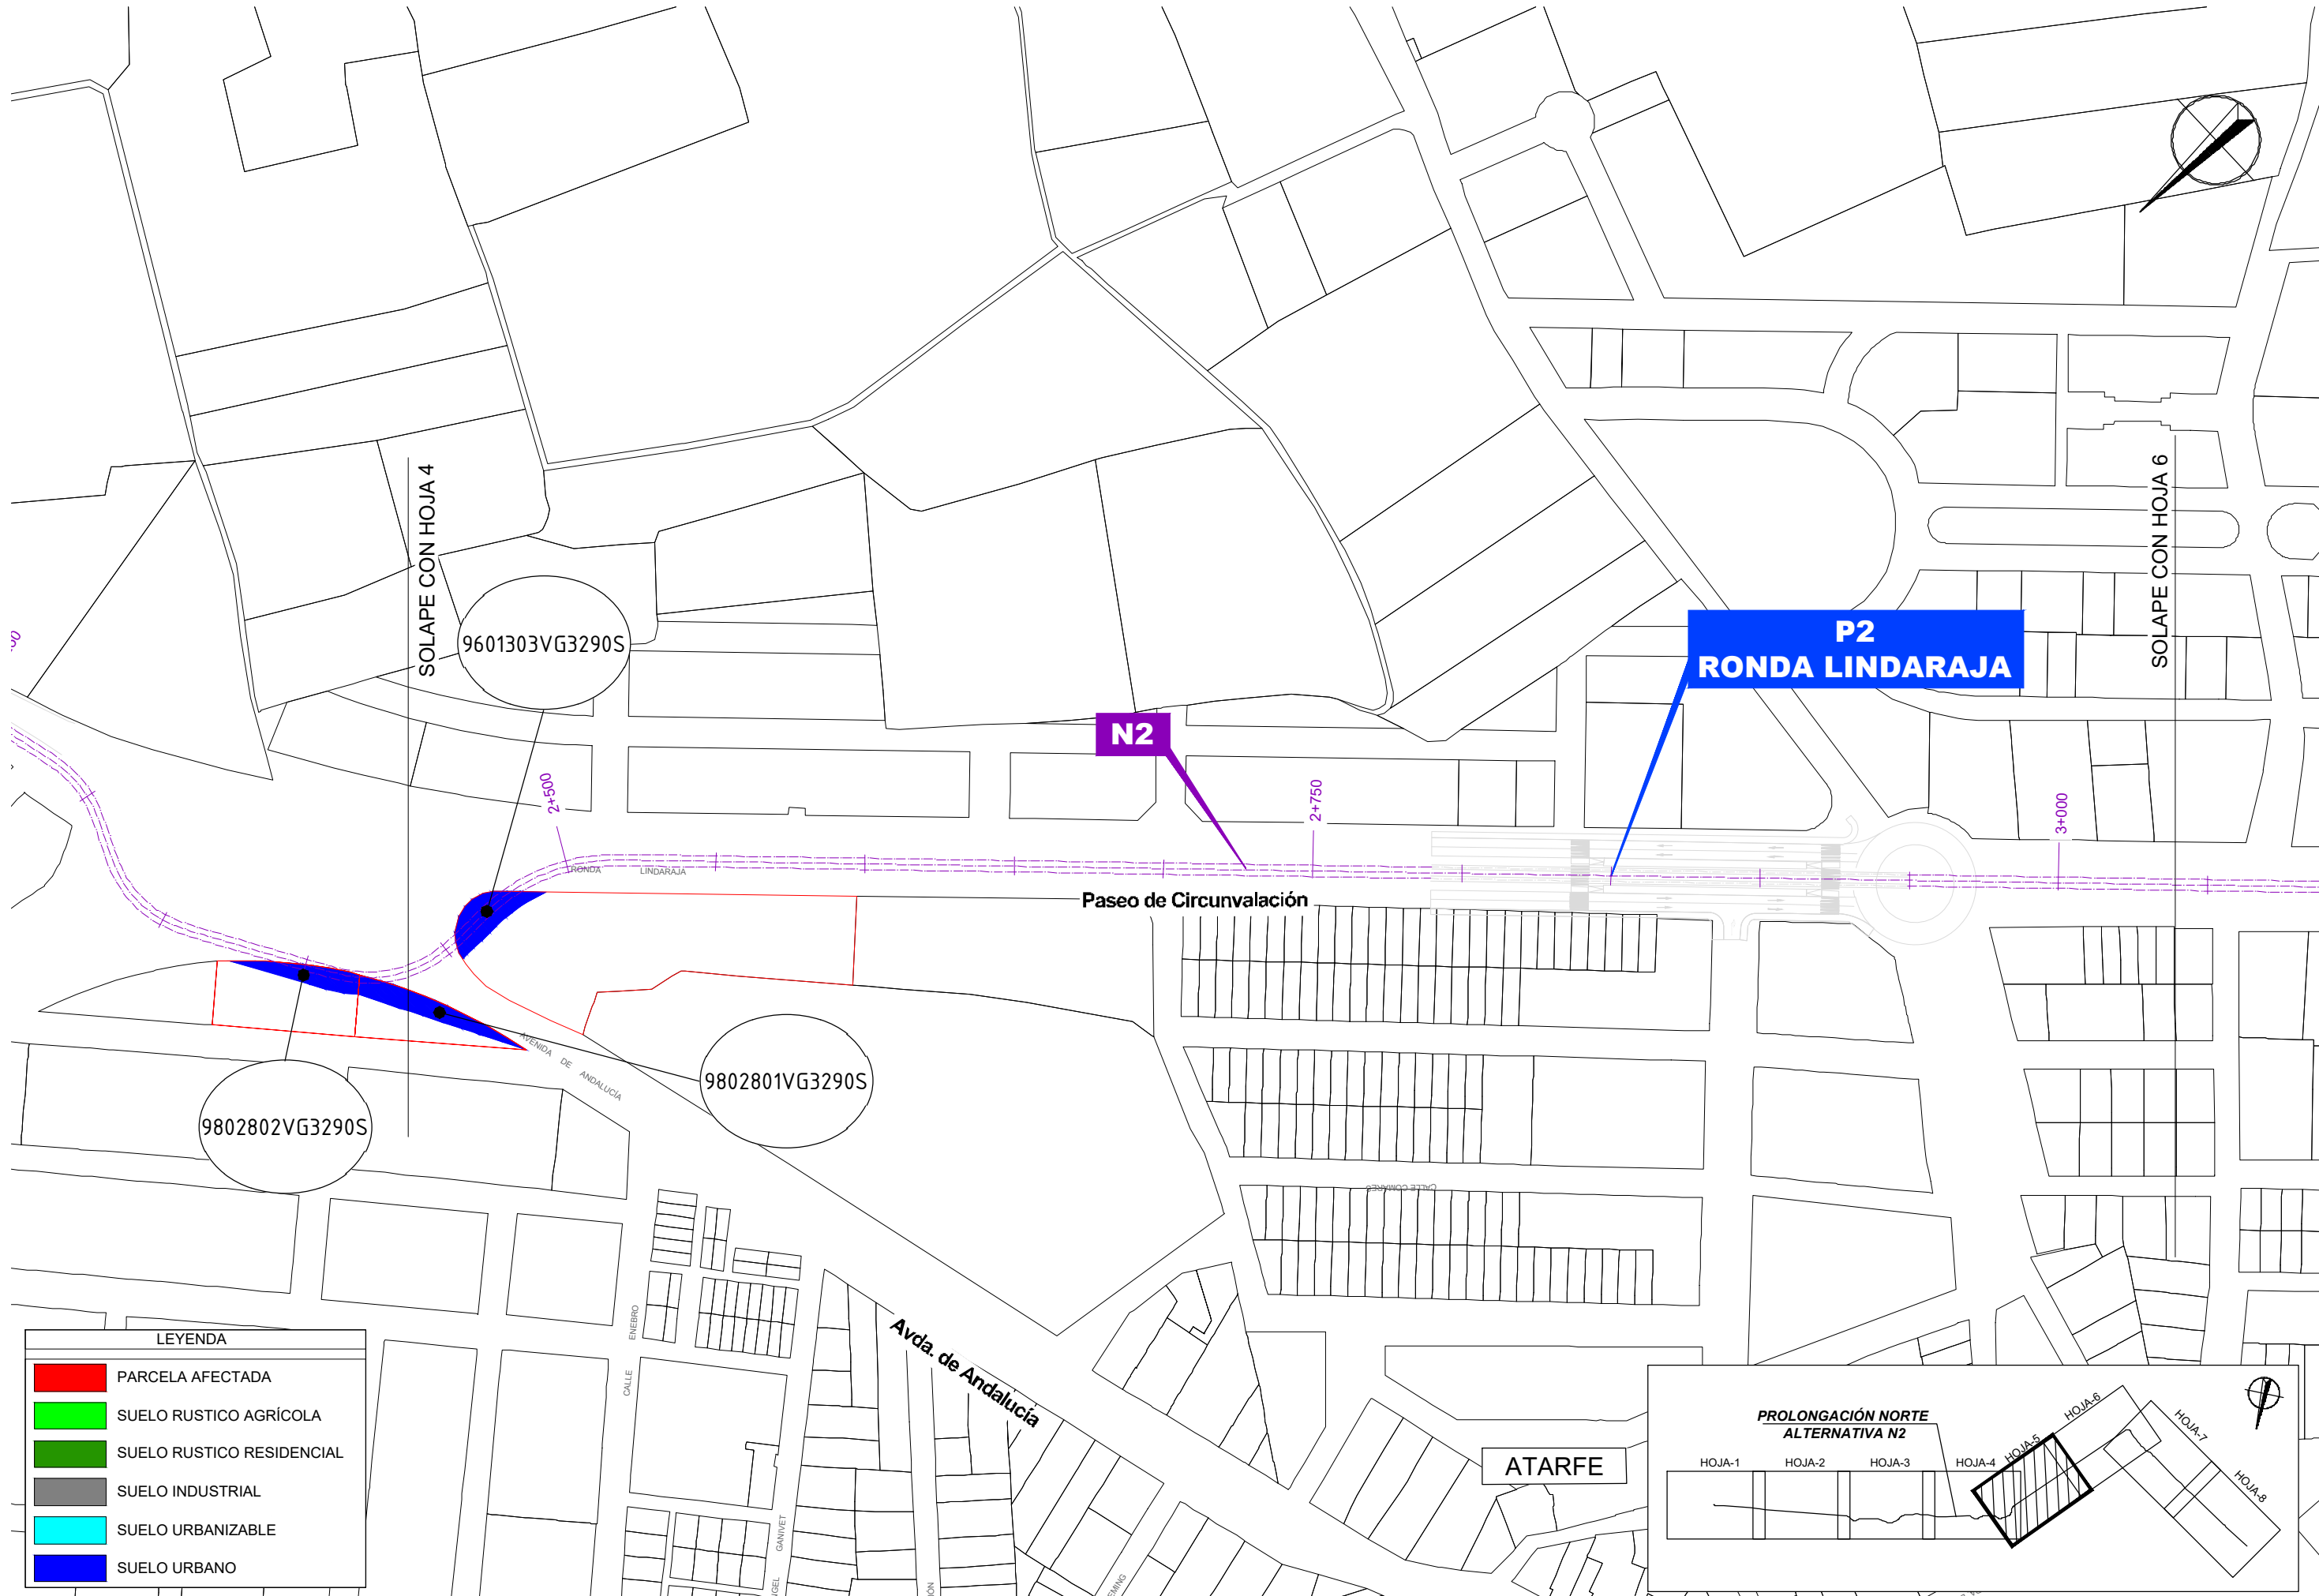 SOLAPE CON HOJA 4
9601303VG3290S
SOLAPE CON HOJA 6
P2
RONDA LINDARAJA
N2
2+500
2+750
3+000
RONDA LINDARAJA
Paseo de Circunvalación
AVENIDA DE ANDALUCÍA
9802801VG3290S
9802802VG3290S
CALLE COMARES
CALLE ENEBRO
Avda. de Andalucía
GANIVET
ATARFE
LEYENDA
PARCELA AFECTADA
SUELO RUSTICO AGRÍCOLA
SUELO RUSTICO RESIDENCIAL
SUELO INDUSTRIAL
SUELO URBANIZABLE
SUELO URBANO
PROLONGACIÓN NORTE
ALTERNATIVA N2
HOJA-1
HOJA-2
HOJA-3
HOJA-4
HOJA-5
HOJA-6
HOJA-7
HOJA-8